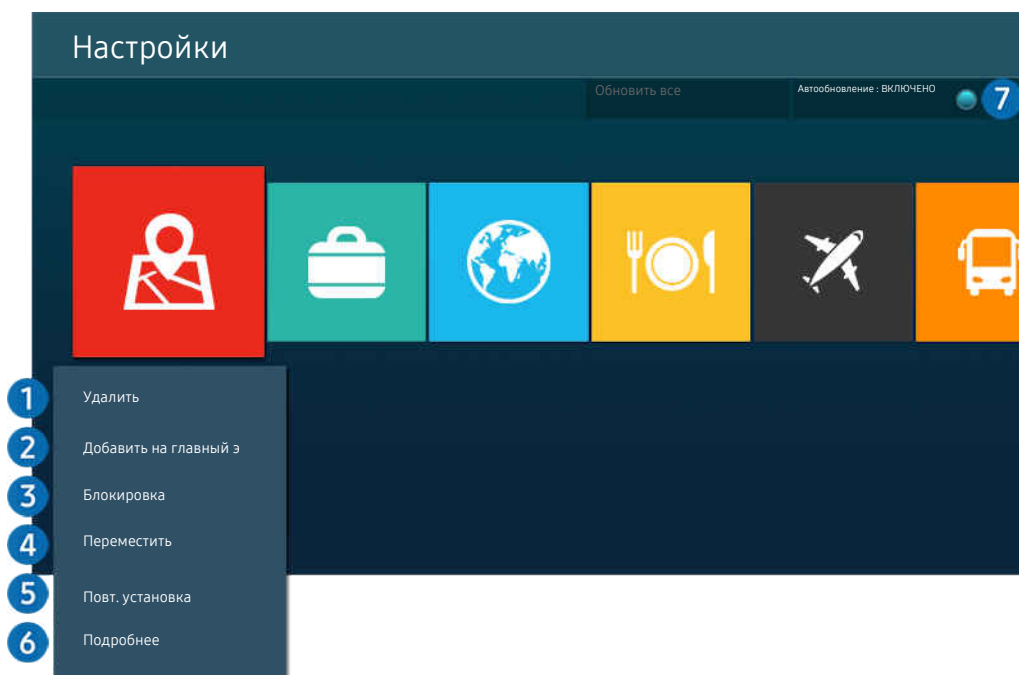 Настройки
Обновить все
Автообновление : ВКЛЮЧЕНО
7
1 Удалить
2 Добавить на главный э
3 Блокировка
4 Переместить
5 Повт. установка
6 Подробнее